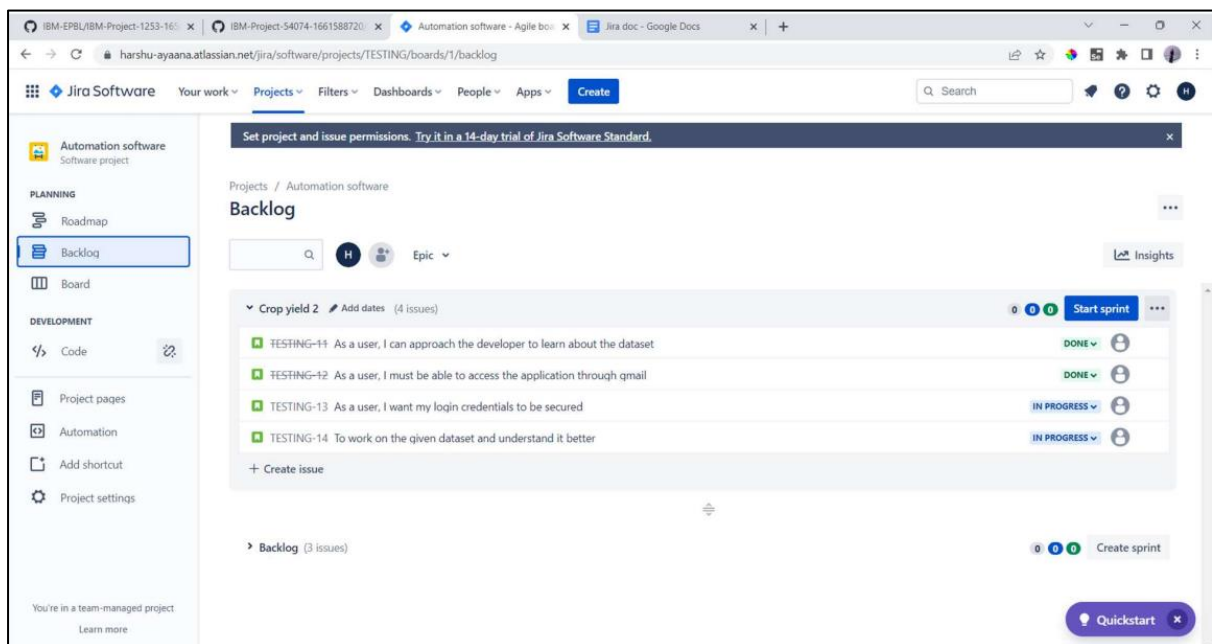 IBM-EPBL/IBM-Project-1253-165
IBM-Project-54074-1661588720
Automation software - Agile boa
Jira doc - Google Docs
harshu-ayaana.atlassian.net/jira/software/projects/TESTING/boards/1/backlog
Jira Software Your work Projects Filters Dashboards People Apps Create Search H
Set project and issue permissions. Try it in a 14-day trial of Jira Software Standard.
Automation software
Software project
PLANNING
Roadmap
Backlog
Board
DEVELOPMENT
Code
Project pages
Automation
Add shortcut
Project settings
You're in a team-managed project
Learn more
Projects / Automation software
Backlog
H Epic Insights
Crop yield 2 Add dates (4 issues) 0 0 0 Start sprint
TESTING-11 As a user, I can approach the developer to learn about the dataset DONE
TESTING-12 As a user, I must be able to access the application through gmail DONE
TESTING-13 As a user, I want my login credentials to be secured IN PROGRESS
TESTING-14 To work on the given dataset and understand it better IN PROGRESS
+ Create issue
Backlog (3 issues) 0 0 0 Create sprint
Quickstart